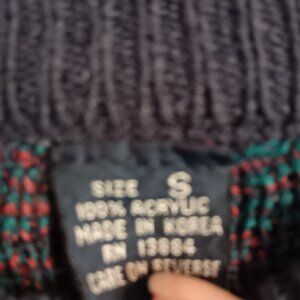 SIZE S
100% ACRYLIC
MADE IN KOREA
RN 13884
CARE ON REVERSE